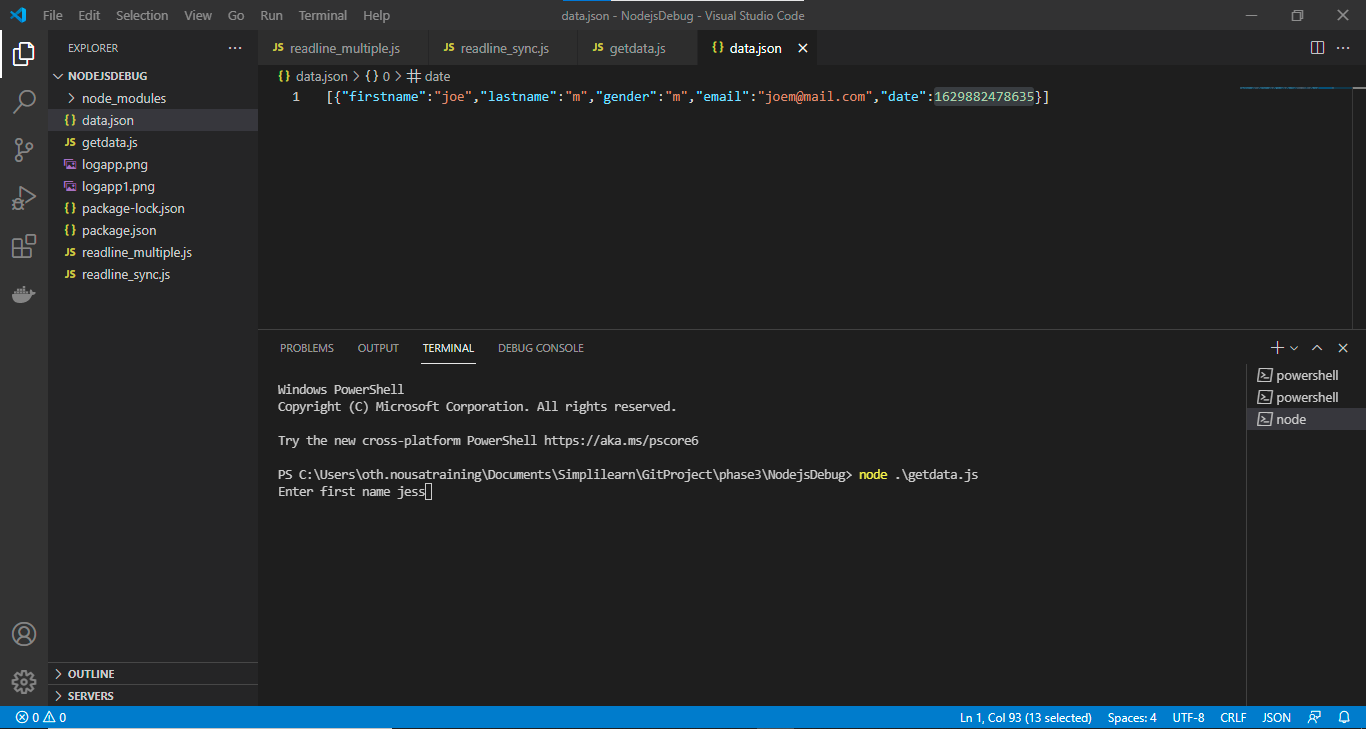 File Edit Selection View Go Run Terminal Help
data.json - NodejsDebug - Visual Studio Code
EXPLORER
NODEJSDEBUG
node_modules
data.json
getdata.js
logapp.png
logapp1.png
package-lock.json
package.json
readline_multiple.js
readline_sync.js
OUTLINE
SERVERS
JS readline_multiple.js JS readline_sync.js JS getdata.js {} data.json
{} data.json > {} 0 > # date
1 [{"firstname":"joe","lastname":"m","gender":"m","email":"joem@mail.com","date":1629882478635}]
PROBLEMS OUTPUT TERMINAL DEBUG CONSOLE
Windows PowerShell
Copyright (C) Microsoft Corporation. All rights reserved.
Try the new cross-platform PowerShell https://aka.ms/pscore6
PS C:\Users\oth.nousatraining\Documents\Simplilearn\GitProject\phase3\NodejsDebug> node .\getdata.js
Enter first name jess
powershell
powershell
node
0 0 Ln 1, Col 93 (13 selected) Spaces: 4 UTF-8 CRLF JSON